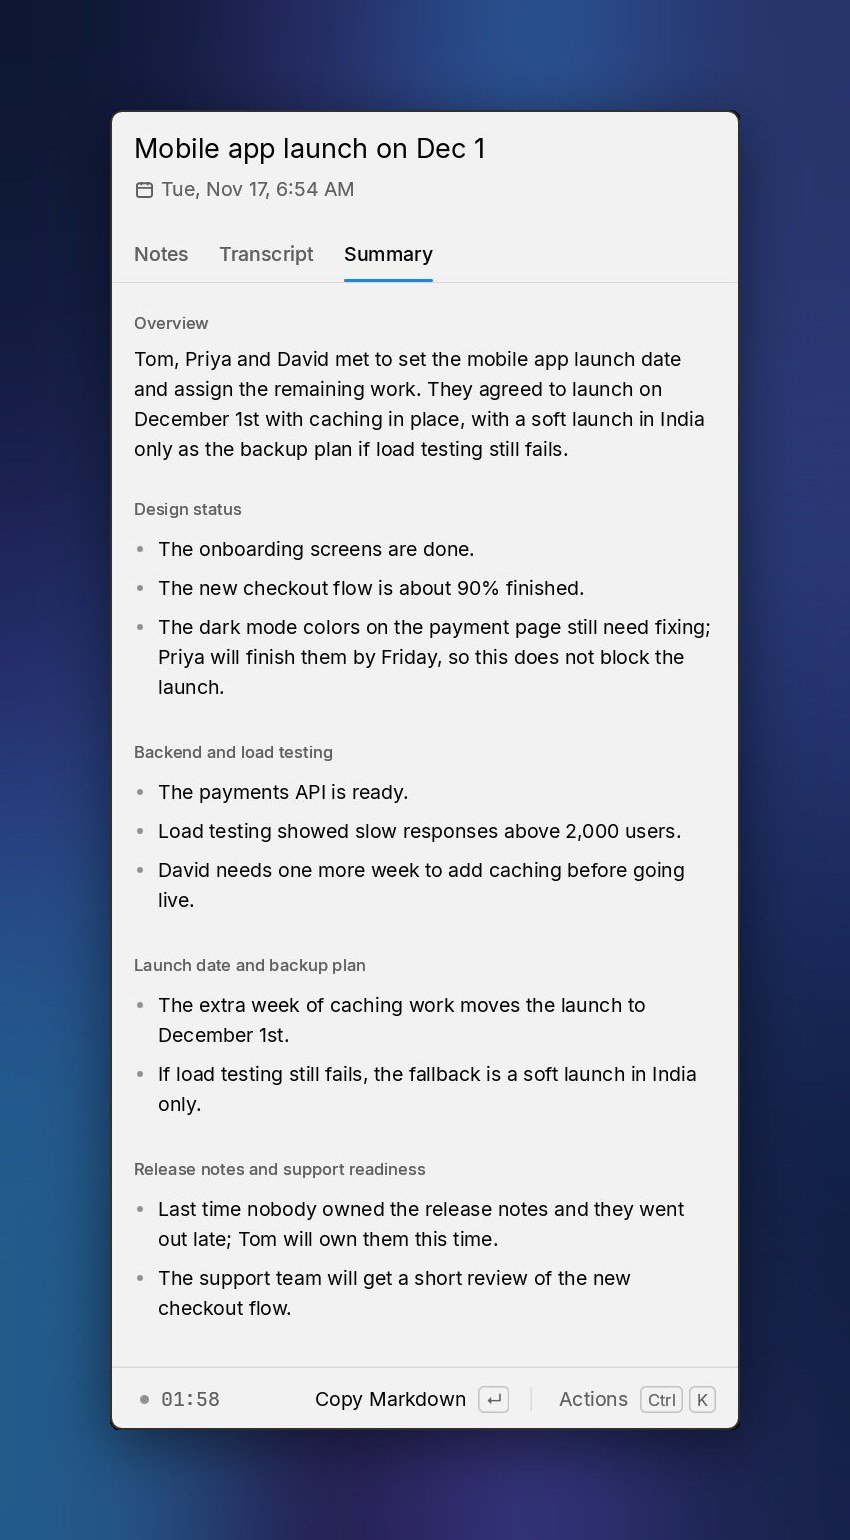 Mobile app launch on Dec 1
Tue, Nov 17, 6:54 AM
Notes Transcript Summary
Overview
Tom, Priya and David met to set the mobile app launch date
and assign the remaining work. They agreed to launch on
December 1st with caching in place, with a soft launch in India
only as the backup plan if load testing still fails.
Design status
• The onboarding screens are done.
• The new checkout flow is about 90% finished.
• The dark mode colors on the payment page still need fixing;
Priya will finish them by Friday, so this does not block the
launch.
Backend and load testing
• The payments API is ready.
• Load testing showed slow responses above 2,000 users.
• David needs one more week to add caching before going
live.
Launch date and backup plan
• The extra week of caching work moves the launch to
December 1st.
• If load testing still fails, the fallback is a soft launch in India
only.
Release notes and support readiness
• Last time nobody owned the release notes and they went
out late; Tom will own them this time.
• The support team will get a short review of the new
checkout flow.
01:58 Copy Markdown ↵ Actions Ctrl K